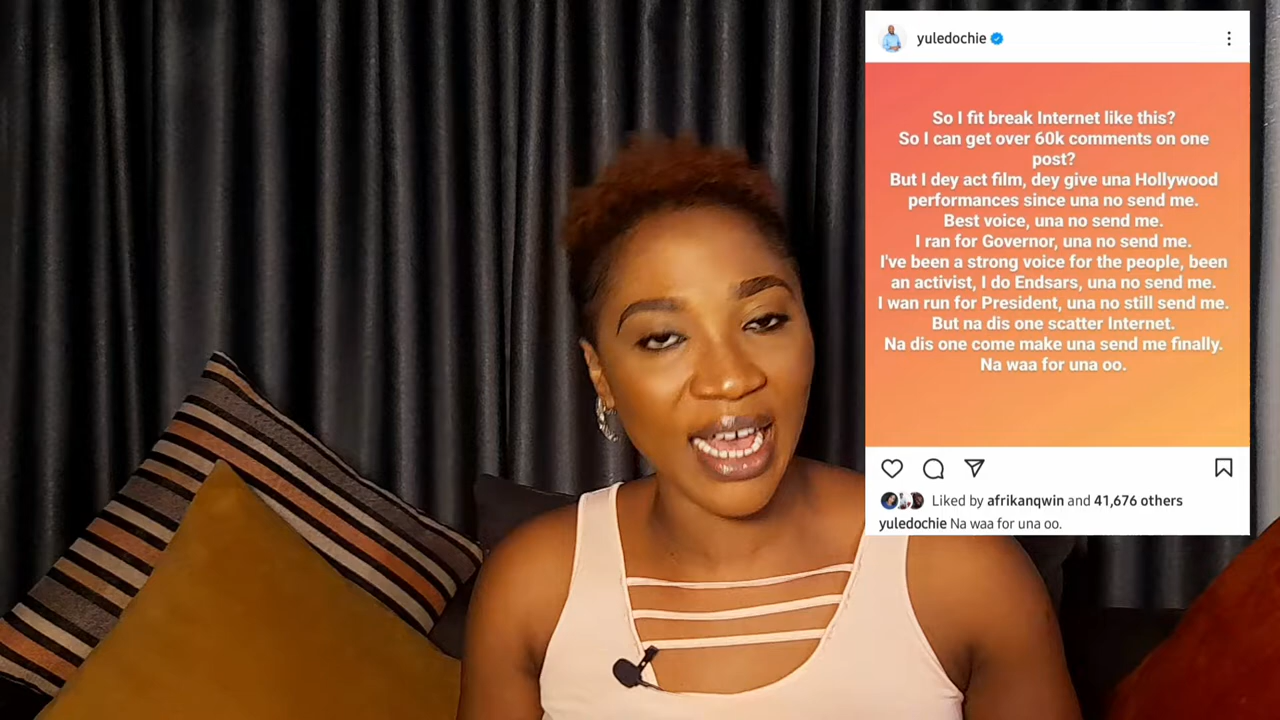 yuledochie
So I fit break Internet like this?
So I can get over 60k comments on one
post?
But I dey act film, dey give una Hollywood
performances since una no send me.
Best voice, una no send me.
I ran for Governor, una no send me.
I've been a strong voice for the people, been
an activist, I do Endsars, una no send me.
I wan run for President, una no still send me.
But na dis one scatter Internet.
Na dis one come make una send me finally.
Na waa for una oo.
Liked by afrikanqwin and 41,676 others
yuledochie Na waa for una oo.